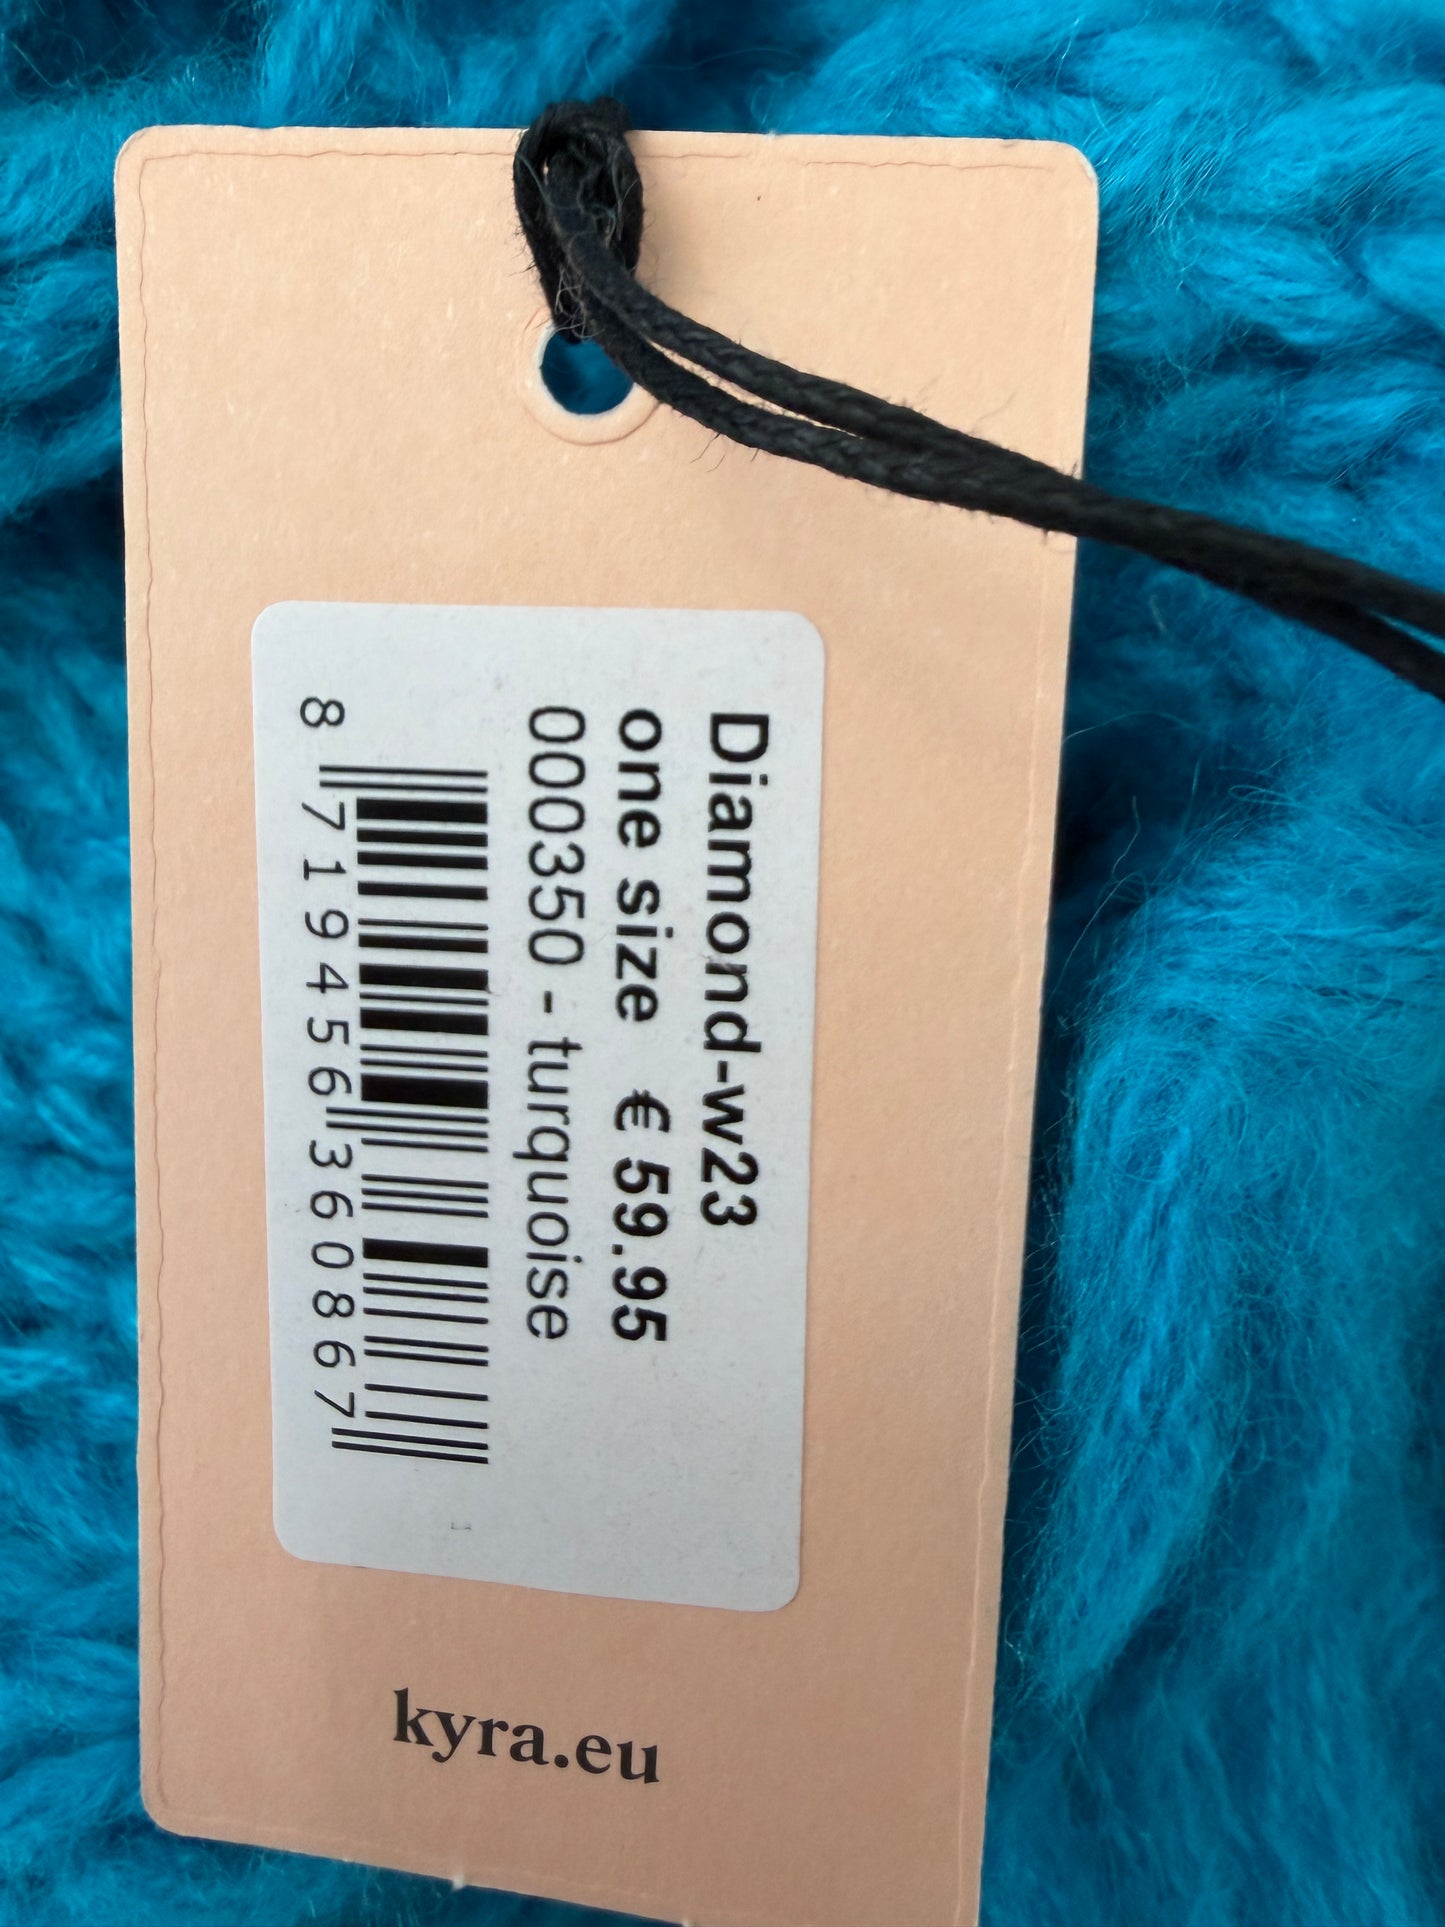 Diamond-w23
one size € 59.95
000350 - turquoise
8 719456 360867
kyra.eu